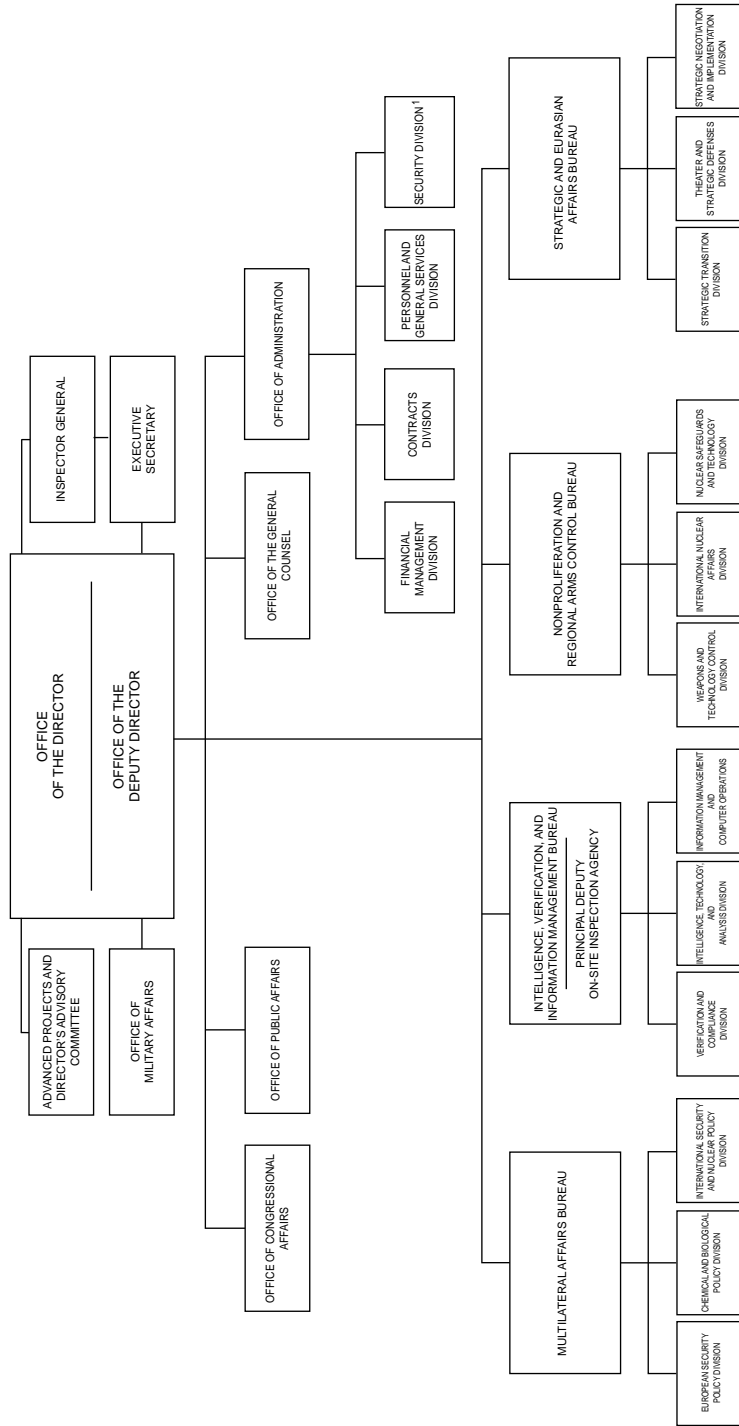 OFFICE
OF THE DIRECTOR
OFFICE OF THE
DEPUTY DIRECTOR
ADVANCED PROJECTS AND
DIRECTOR'S ADVISORY
COMMITTEE
OFFICE OF
MILITARY AFFAIRS
INSPECTOR GENERAL
EXECUTIVE
SECRETARY
OFFICE OF CONGRESSIONAL
AFFAIRS
OFFICE OF PUBLIC AFFAIRS
OFFICE OF THE GENERAL
COUNSEL
OFFICE OF ADMINISTRATION
FINANCIAL
MANAGEMENT
DIVISION
CONTRACTS
DIVISION
PERSONNEL AND
GENERAL SERVICES
DIVISION
SECURITY DIVISION 1
MULTILATERAL AFFAIRS BUREAU
INTELLIGENCE, VERIFICATION, AND
INFORMATION MANAGEMENT BUREAU
PRINCIPAL DEPUTY
ON-SITE INSPECTION AGENCY
NONPROLIFERATION AND
REGIONAL ARMS CONTROL BUREAU
STRATEGIC AND EURASIAN
AFFAIRS BUREAU
EUROPEAN SECURITY
POLICY DIVISION
CHEMICAL AND BIOLOGICAL
POLICY DIVISION
INTERNATIONAL SECURITY
AND NUCLEAR POLICY
DIVISION
VERIFICATION AND
COMPLIANCE
DIVISION
INTELLIGENCE, TECHNOLOGY,
AND
ANALYSIS DIVISION
INFORMATION MANAGEMENT
AND
COMPUTER OPERATIONS
WEAPONS AND
TECHNOLOGY CONTROL
DIVISION
INTERNATIONAL NUCLEAR
AFFAIRS
DIVISION
NUCLEAR SAFEGUARDS
AND TECHNOLOGY
DIVISION
STRATEGIC TRANSITION
DIVISION
THEATER AND
STRATEGIC DEFENSES
DIVISION
STRATEGIC NEGOTIATION
AND IMPLEMENTATION
DIVISION